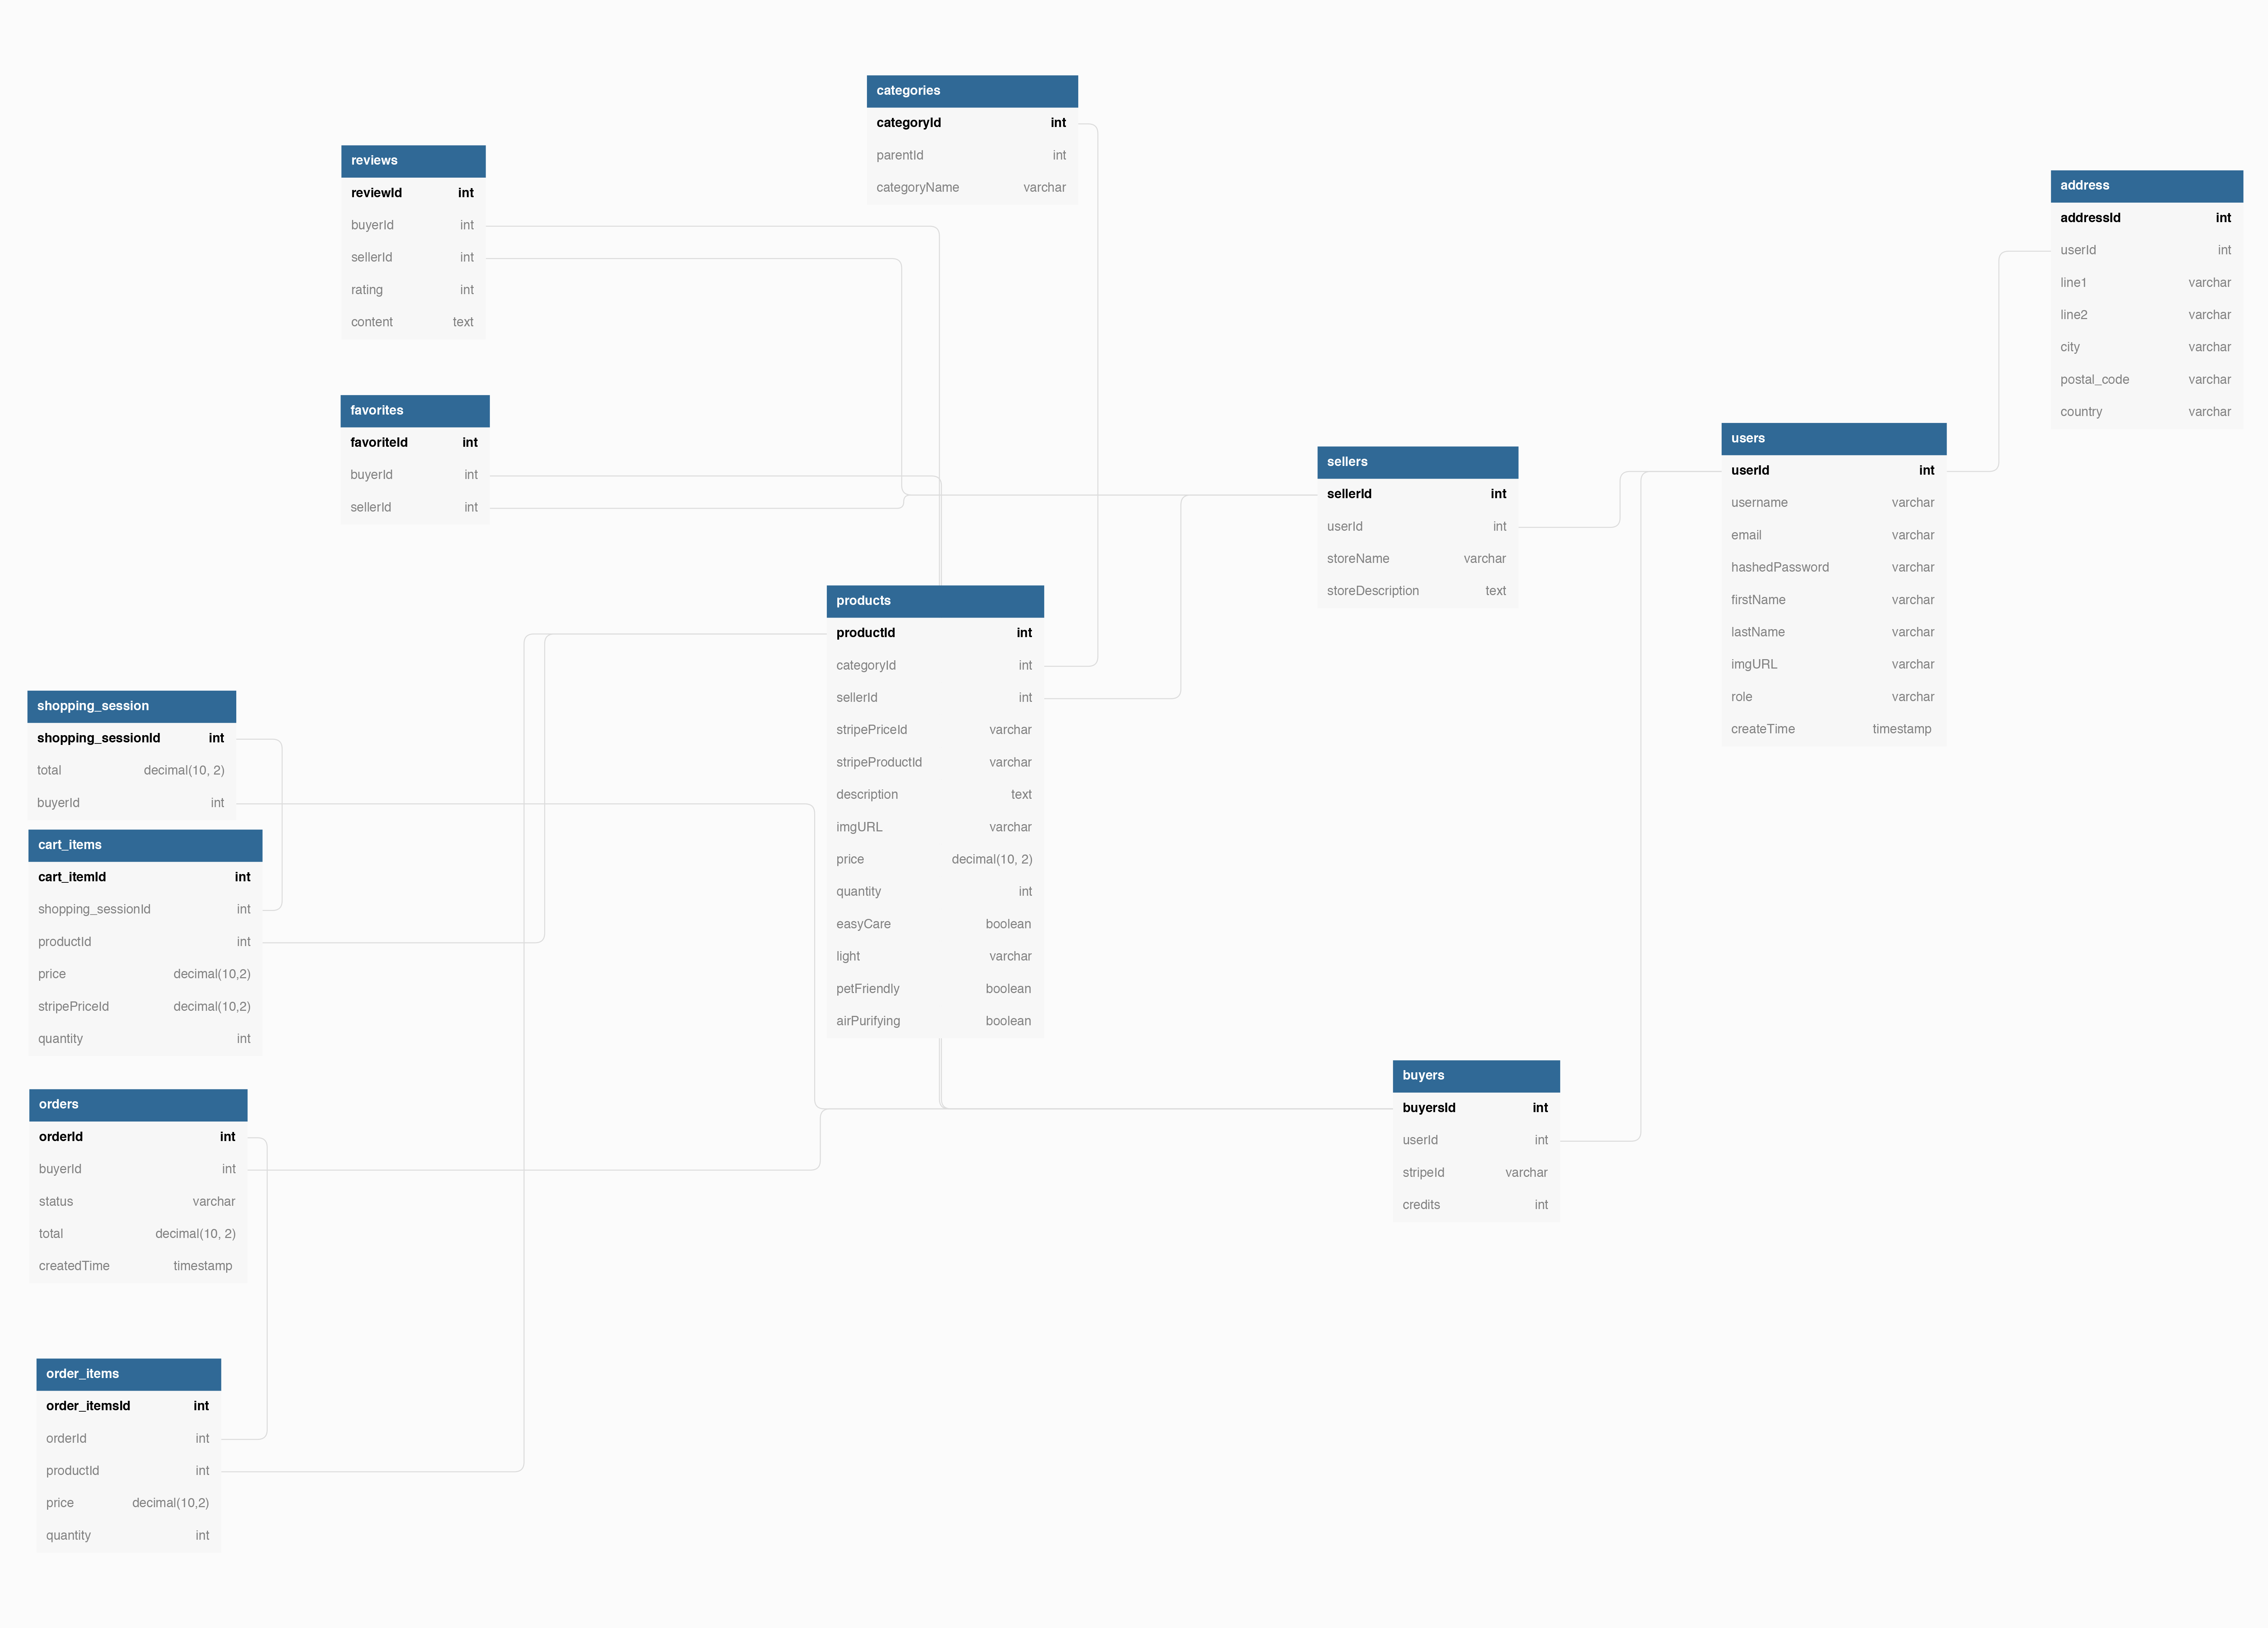 categories
categoryId int
parentId int
categoryName varchar
reviews
reviewId int
buyerId int
sellerId int
rating int
content text
address
addressId int
userId int
line1 varchar
line2 varchar
city varchar
postal_code varchar
country varchar
favorites
favoriteId int
buyerId int
sellerId int
users
userId int
username varchar
email varchar
hashedPassword varchar
firstName varchar
lastName varchar
imgURL varchar
role varchar
createTime timestamp
sellers
sellerId int
userId int
storeName varchar
storeDescription text
products
productId int
categoryId int
sellerId int
stripePriceId varchar
stripeProductId varchar
description text
imgURL varchar
price decimal(10, 2)
quantity int
easyCare boolean
light varchar
petFriendly boolean
airPurifying boolean
shopping_session
shopping_sessionId int
total decimal(10, 2)
buyerId int
cart_items
cart_itemId int
shopping_sessionId int
productId int
price decimal(10,2)
stripePriceId decimal(10,2)
quantity int
buyers
buyersId int
userId int
stripeId varchar
credits int
orders
orderId int
buyerId int
status varchar
total decimal(10, 2)
createdTime timestamp
order_items
order_itemsId int
orderId int
productId int
price decimal(10,2)
quantity int